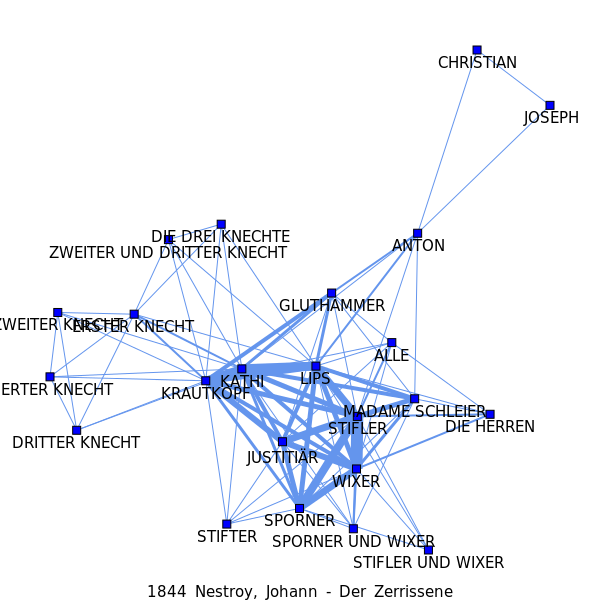 CHRISTIAN
JOSEPH
DIE DREI KNECHTE
ANTON
ZWEITER UND DRITTER KNECHT
GLUTHAMMER
ZWEITER KNECHT
ERSTER KNECHT
ALLE
LIPS
KATHI
ERTER KNECHT
KRAUTKOPF
MADAME SCHLEIER
DIE HERREN
STIFLER
DRITTER KNECHT
JUSTITIÄR
WIXER
SPORNER
STIFTER
SPORNER UND WIXER
STIFLER UND WIXER
1844 Nestroy, Johann - Der Zerrissene